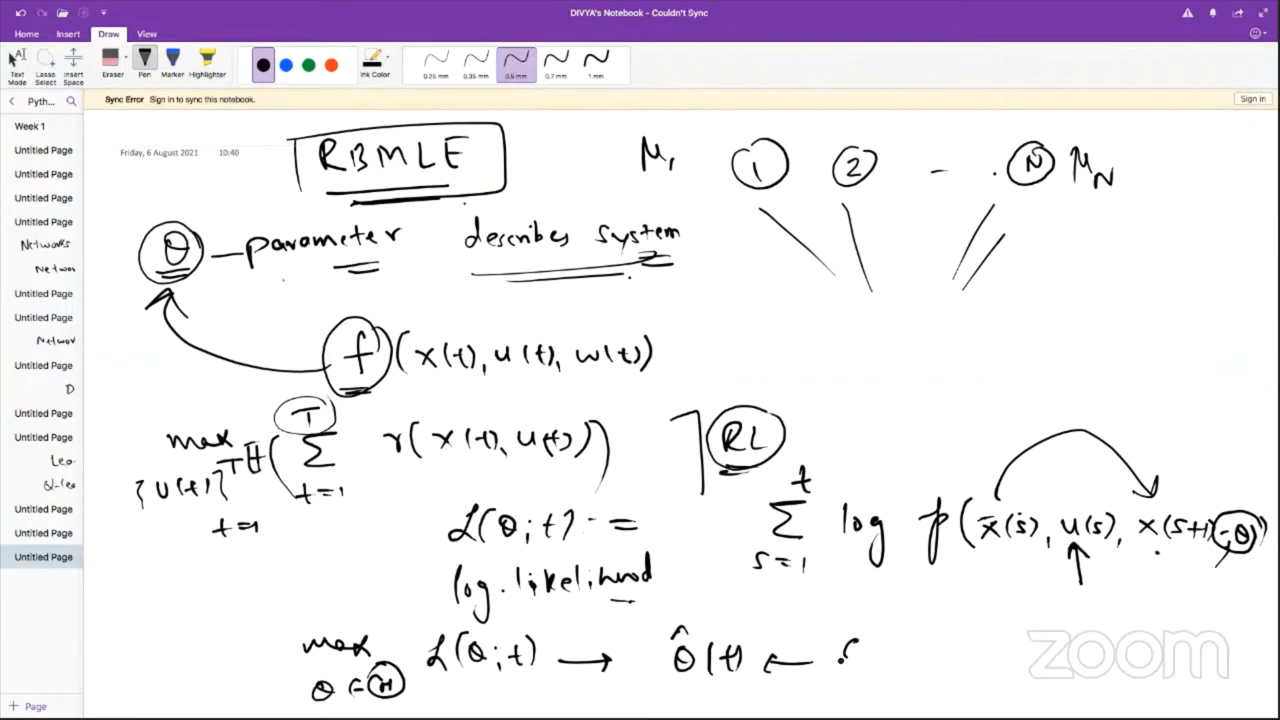 DIVYA's Notebook - Couldn't Sync
Home Insert Draw View
Text Mode
Lasso Select
Insert Space
Eraser
Pen
Marker
Highlighter
Ink Color
0.25 mm
0.35 mm
0.5 mm
0.7 mm
1 mm
Pyth...
Sync Error Sign in to sync this notebook.
Sign in
Week 1
Untitled Page
Untitled Page
Untitled Page
Untitled Page
Networks
Networ
Untitled Page
Untitled Page
Networ
Untitled Page
D
Untitled Page
Untitled Page
Leo
Q-lea
Untitled Page
Untitled Page
Untitled Page
+ Page
Friday, 6 August 2021 10:40
RBMLE
μ1 1 2 - . N μN
θ — parameter describes system
f (x(t), u(t), w(t))
max {u(t)} T t=1 E( T Σ t=1 r(x(t), u(t)) )
RL
L(θ;t) :=
t Σ s=1 log p(x(s), u(s), x(s+1); θ)
log. likelihood
max θ ∈ Θ L(θ;t) → θ̂(t) ←
zoom